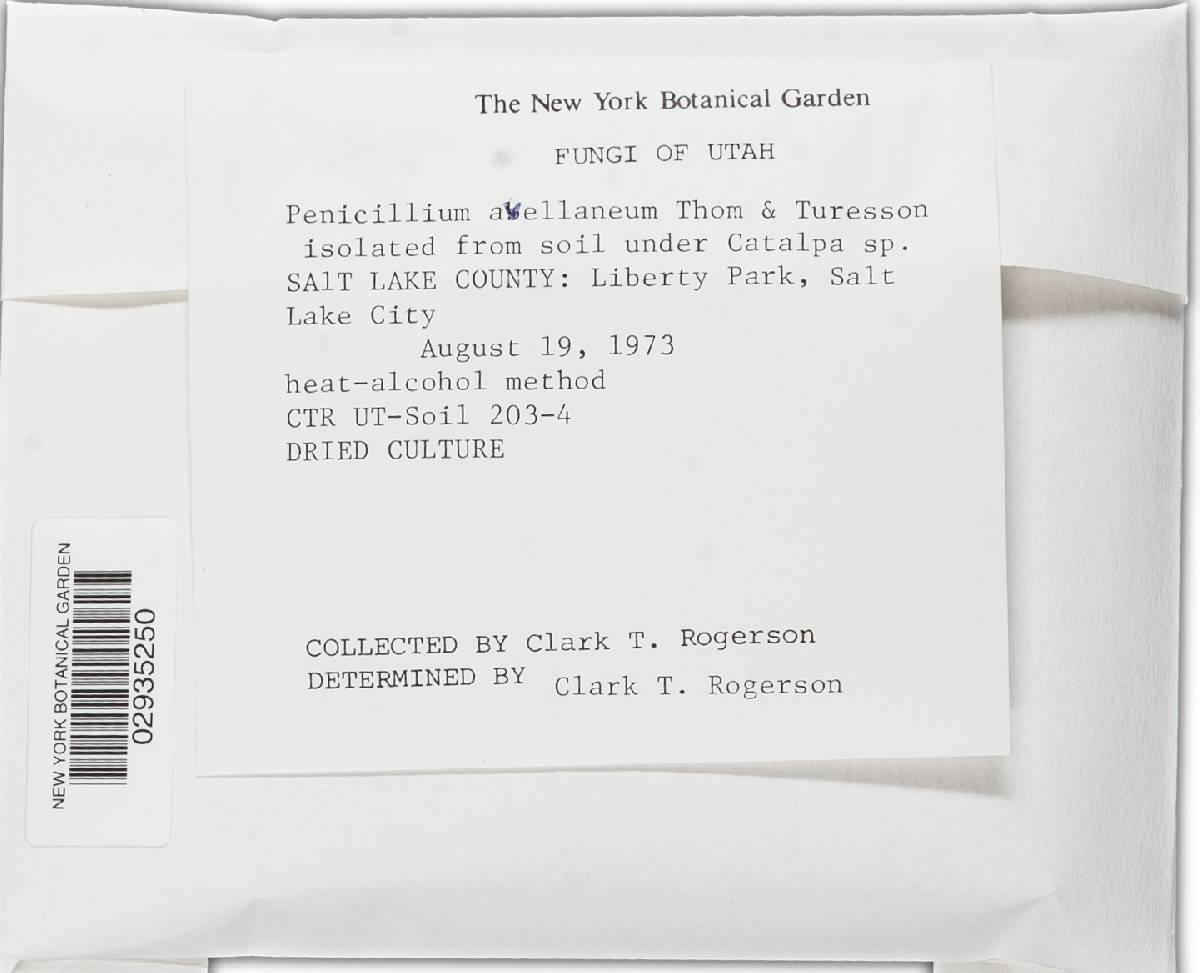 The New York Botanical Garden
FUNGI OF UTAH
Penicillium avellaneum Thom & Turesson
isolated from soil under Catalpa sp.
SAlT LAKE COUNTY: Liberty Park, Salt
Lake City
August 19, 1973
heat-alcohol method
CTR UT-Soil 203-4
DRIED CULTURE
COLLECTED BY Clark T. Rogerson
DETERMINED BY Clark T. Rogerson
NEW YORK BOTANICAL GARDEN
02935250